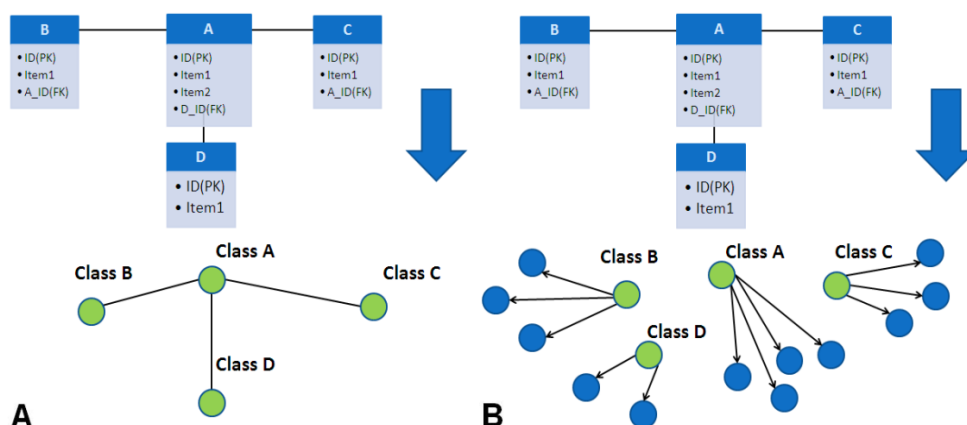 B
• ID(PK)
• Item1
• A_ID(FK)
A
• ID(PK)
• Item1
• Item2
• D_ID(FK)
C
• ID(PK)
• Item1
• A_ID(FK)
D
• ID(PK)
• Item1
Class A
Class B
Class C
Class D
A
B
• ID(PK)
• Item1
• A_ID(FK)
A
• ID(PK)
• Item1
• Item2
• D_ID(FK)
C
• ID(PK)
• Item1
• A_ID(FK)
D
• ID(PK)
• Item1
Class B
Class A
Class C
Class D
B